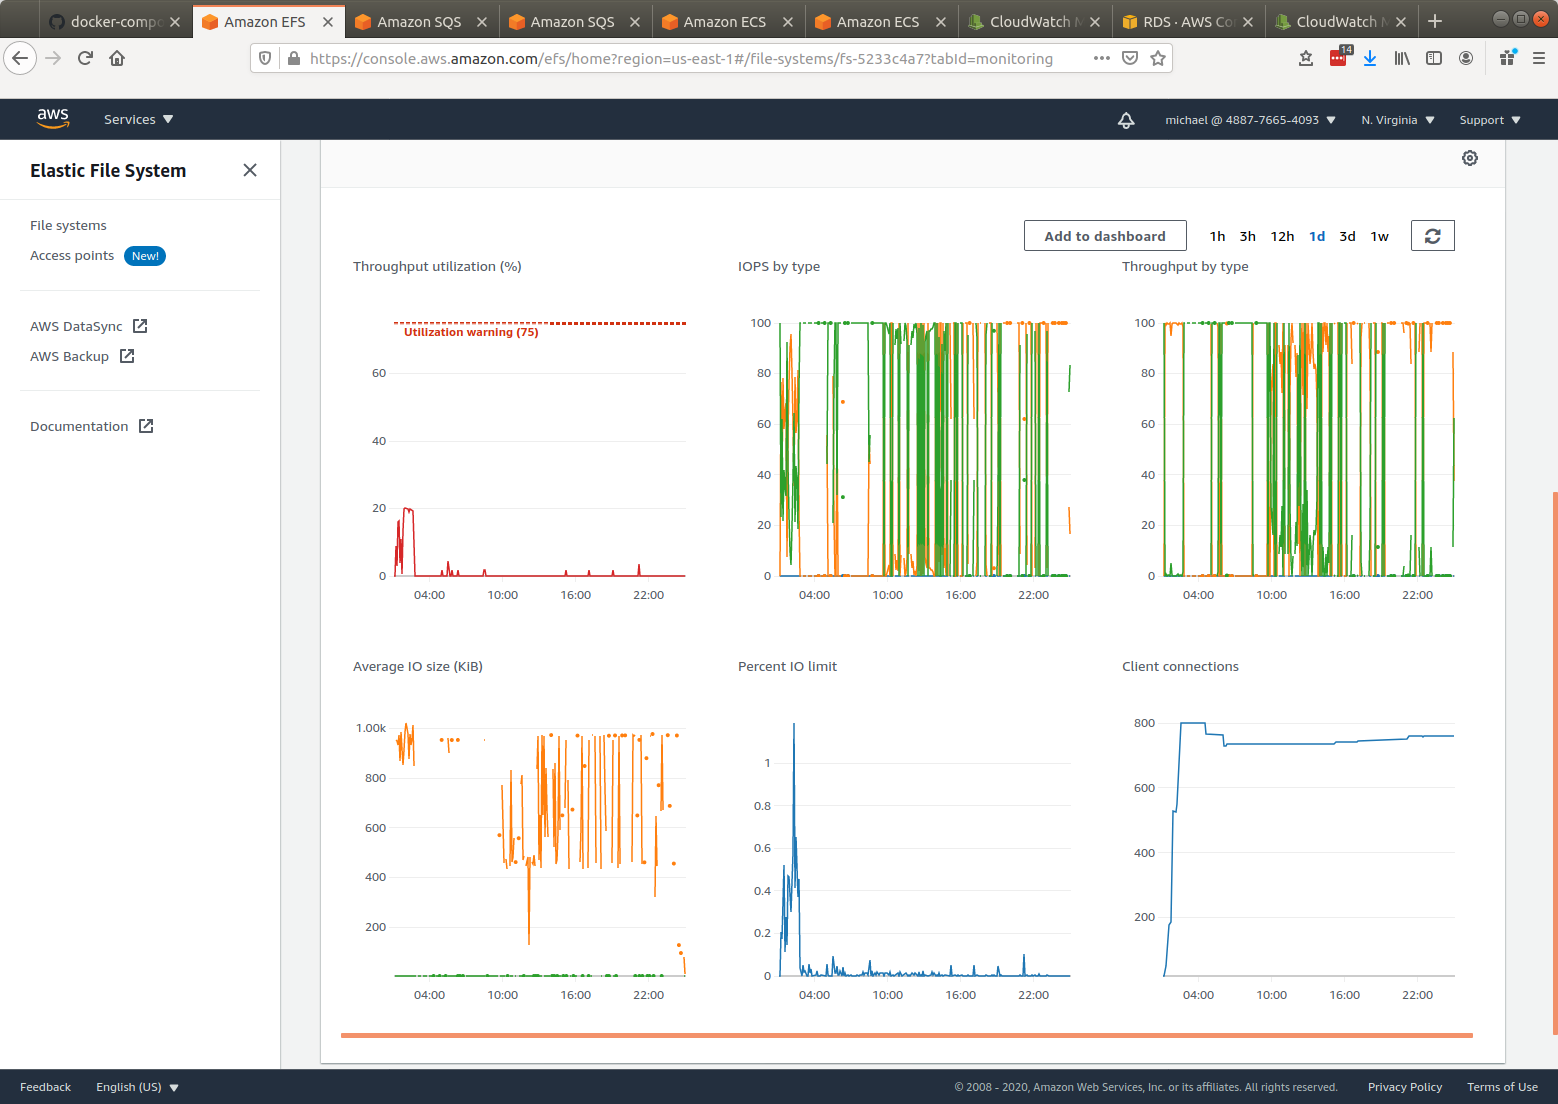 docker-compo
Amazon EFS
Amazon SQS
Amazon SQS
Amazon ECS
Amazon ECS
CloudWatch M
RDS · AWS Co
CloudWatch M
https://console.aws.amazon.com/efs/home?region=us-east-1#/file-systems/fs-5233c4a7?tabId=monitoring
14
aws
Services
michael @ 4887-7665-4093
N. Virginia
Support
Elastic File System
File systems
Access points New!
AWS DataSync
AWS Backup
Documentation
Add to dashboard
1h 3h 12h 1d 3d 1w
Throughput utilization (%)
Utilization warning (75)
60
40
20
0
04:00 10:00 16:00 22:00
IOPS by type
100
80
60
40
20
0
04:00 10:00 16:00 22:00
Throughput by type
100
80
60
40
20
0
04:00 10:00 16:00 22:00
Average IO size (KiB)
1.00k
800
600
400
200
04:00 10:00 16:00 22:00
Percent IO limit
1
0.8
0.6
0.4
0.2
0
04:00 10:00 16:00 22:00
Client connections
800
600
400
200
04:00 10:00 16:00 22:00
Feedback
English (US)
© 2008 - 2020, Amazon Web Services, Inc. or its affiliates. All rights reserved.
Privacy Policy
Terms of Use